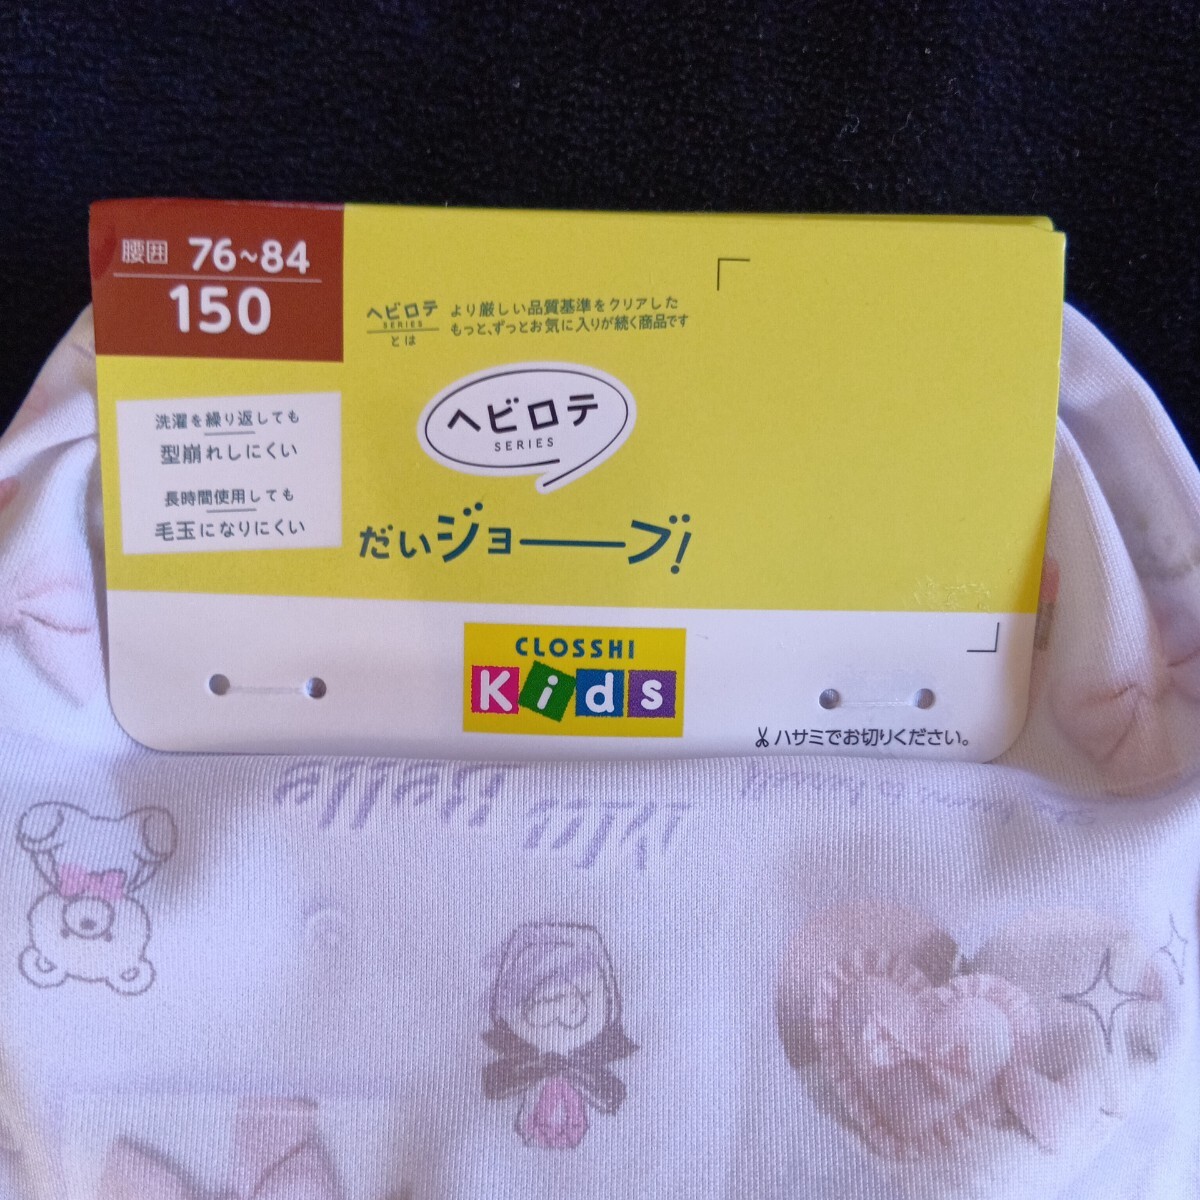 腰囲 76~84
150
ヘビロテ
SERIES
とは
より厳しい品質基準をクリアした
もっと、ずっとお気に入りが続く商品です
洗濯を繰り返しても
型崩れしにくい
長時間使用しても
毛玉になりにくい
ヘビロテ
SERIES
だいジョーブ!
CLOSSHI
Kids
ハサミでお切りください。